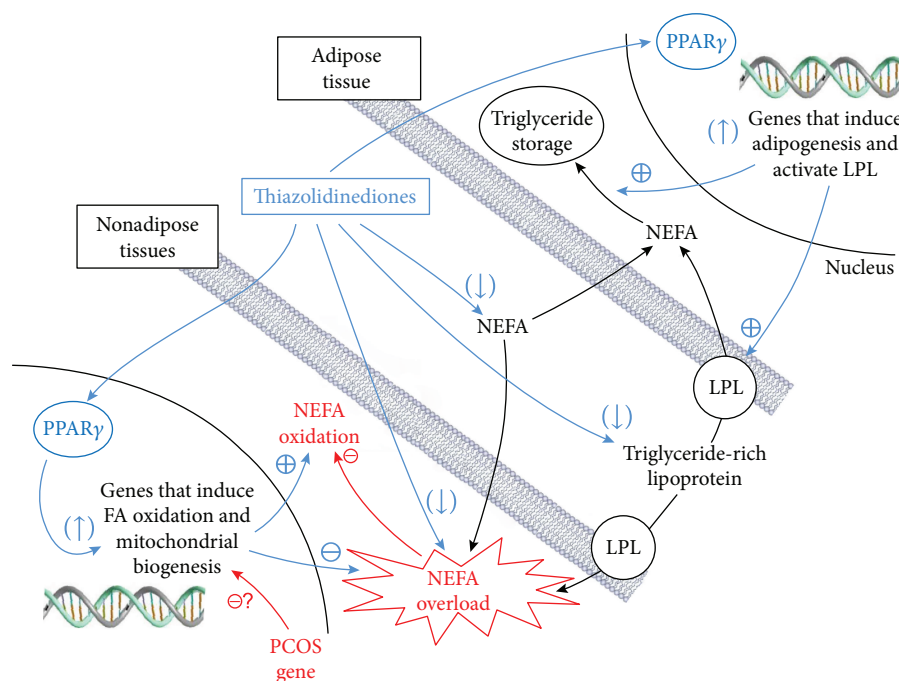 PPARγ
Adipose
tissue
Triglyceride
storage
(↑)
Genes that induce
adipogenesis and
activate LPL
⊕
Thiazolidinediones
Nonadipose
tissues
NEFA
Nucleus
(↓)
NEFA
⊕
LPL
PPARγ
NEFA
oxidation
⊖
(↓)
⊕
Triglyceride-rich
lipoprotein
(↑)
Genes that induce
FA oxidation and
mitochondrial
biogenesis
(↓)
⊖
LPL
NEFA
overload
⊖?
PCOS
gene